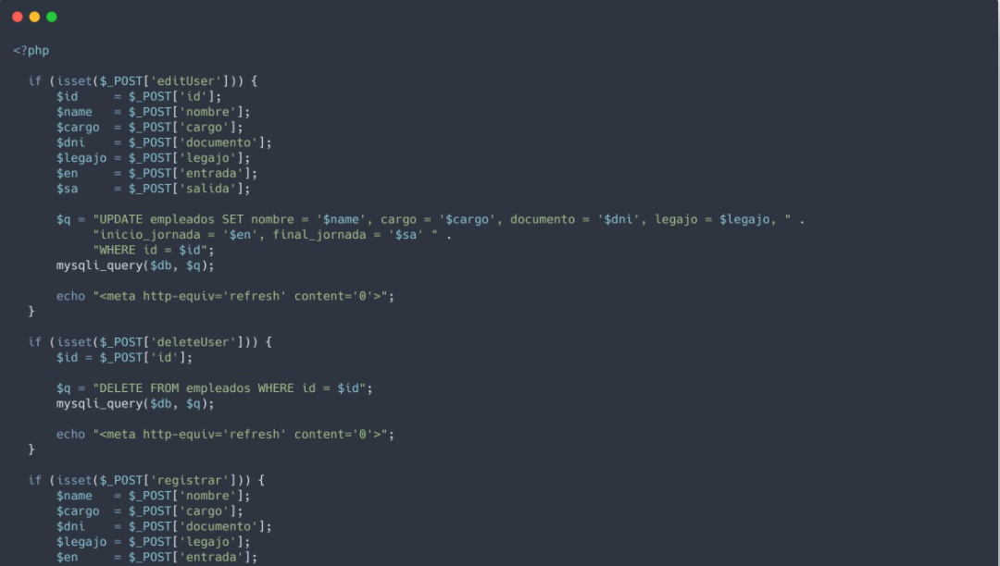 <?php
if (isset($_POST['editUser'])) {
$id     = $_POST['id'];
$name   = $_POST['nombre'];
$cargo  = $_POST['cargo'];
$dni    = $_POST['documento'];
$legajo = $_POST['legajo'];
$en     = $_POST['entrada'];
$sa     = $_POST['salida'];
$q = "UPDATE empleados SET nombre = '$name', cargo = '$cargo', documento = '$dni', legajo = $legajo, " .
"inicio_jornada = '$en', final_jornada = '$sa' " .
"WHERE id = $id";
mysqli_query($db, $q);
echo "<meta http-equiv='refresh' content='0'>";
}
if (isset($_POST['deleteUser'])) {
$id = $_POST['id'];
$q = "DELETE FROM empleados WHERE id = $id";
mysqli_query($db, $q);
echo "<meta http-equiv='refresh' content='0'>";
}
if (isset($_POST['registrar'])) {
$name   = $_POST['nombre'];
$cargo  = $_POST['cargo'];
$dni    = $_POST['documento'];
$legajo = $_POST['legajo'];
$en     = $_POST['entrada'];